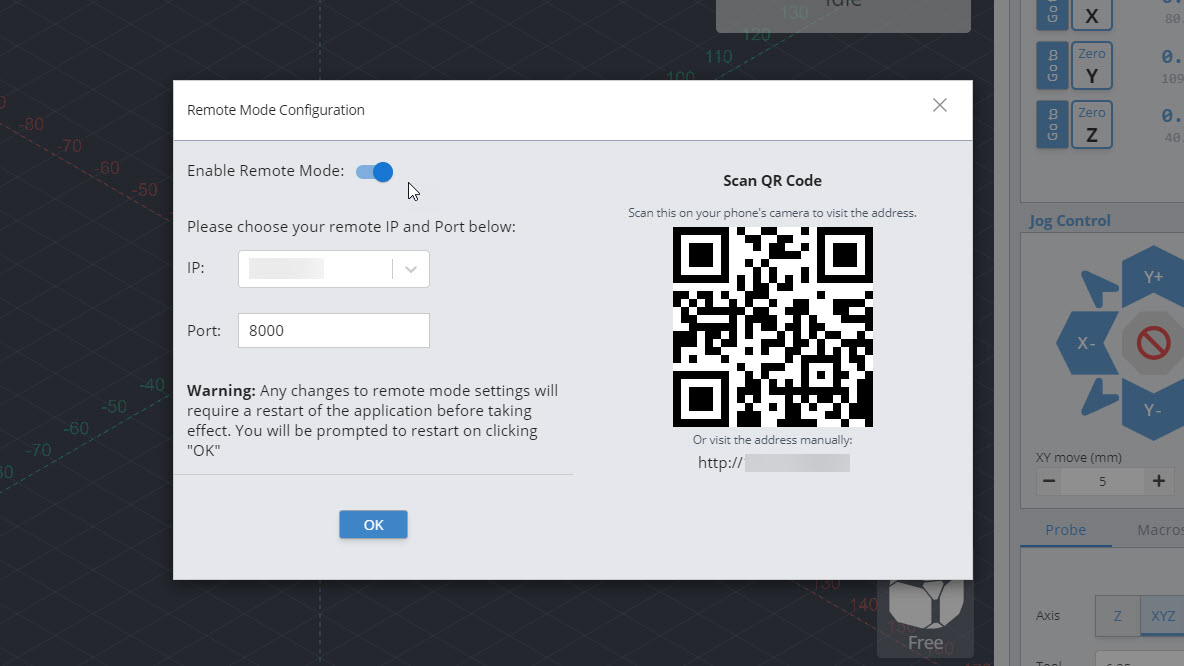 Idle
130
120
110
100
-80
-70
-60
-50
-40
-50
-60
-70
130
140
150
Free
Remote Mode Configuration
Enable Remote Mode:
Please choose your remote IP and Port below:
IP:
Port: 8000
Warning: Any changes to remote mode settings will
require a restart of the application before taking
effect. You will be prompted to restart on clicking
"OK"
OK
Scan QR Code
Scan this on your phone's camera to visit the address.
Or visit the address manually:
http://
X
Go
Zero
Y
0.
109
Go
Zero
Z
0.
40.
80.
Jog Control
Y+
X-
Y-
XY move (mm)
5
Probe
Macros
Axis
Z
XYZ